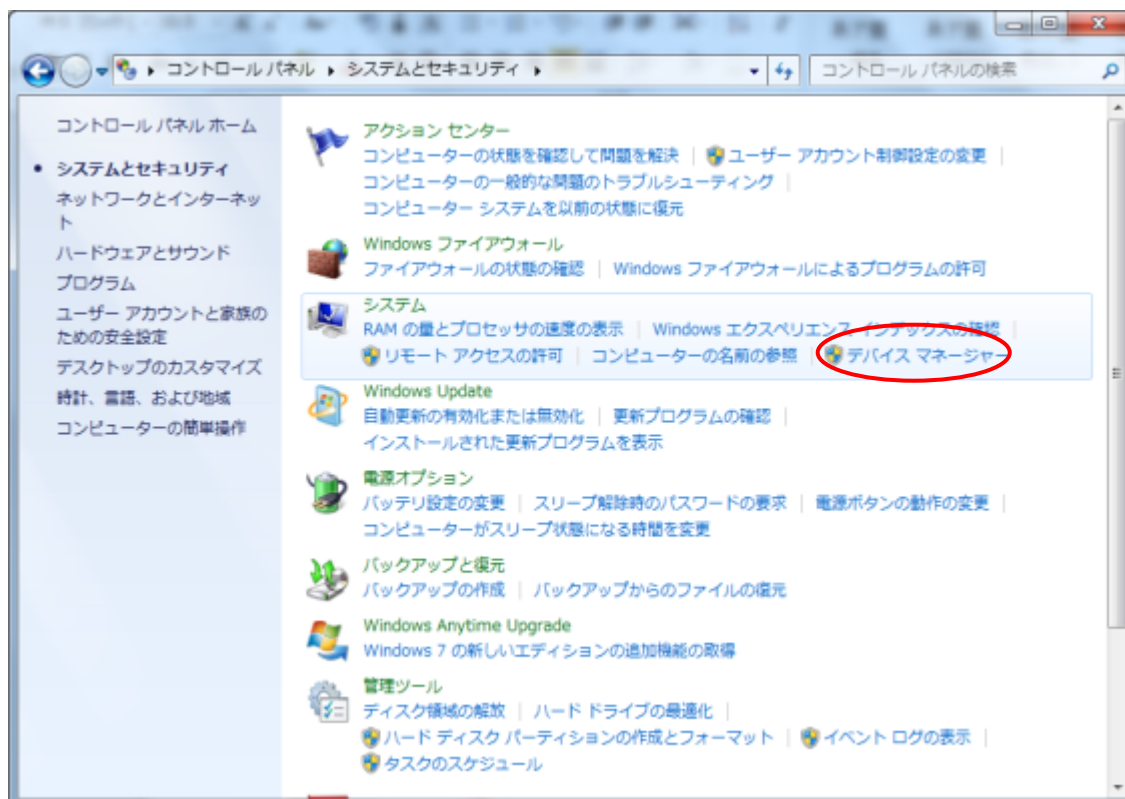 コントロール パネル ▸ システムとセキュリティ ▸
コントロール パネルの検索
コントロール パネル ホーム
• システムとセキュリティ
ネットワークとインターネッ
ト
ハードウェアとサウンド
プログラム
ユーザー アカウントと家族の
ための安全設定
デスクトップのカスタマイズ
時計、言語、および地域
コンピューターの簡単操作
アクション センター
コンピューターの状態を確認して問題を解決 | ユーザー アカウント制御設定の変更 |
コンピューターの一般的な問題のトラブルシューティング |
コンピューター システムを以前の状態に復元
Windows ファイアウォール
ファイアウォールの状態の確認 | Windows ファイアウォールによるプログラムの許可
システム
RAM の量とプロセッサの速度の表示 | Windows エクスペリエンス インデックスの確認 |
リモート アクセスの許可 | コンピューターの名前の参照 | デバイス マネージャー
Windows Update
自動更新の有効化または無効化 | 更新プログラムの確認 |
インストールされた更新プログラムを表示
電源オプション
バッテリ設定の変更 | スリープ解除時のパスワードの要求 | 電源ボタンの動作の変更 |
コンピューターがスリープ状態になる時間を変更
バックアップと復元
バックアップの作成 | バックアップからのファイルの復元
Windows Anytime Upgrade
Windows 7 の新しいエディションの追加機能の取得
管理ツール
ディスク領域の解放 | ハード ドライブの最適化 |
ハード ディスク パーティションの作成とフォーマット | イベント ログの表示 |
タスクのスケジュール